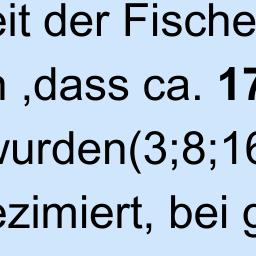 eit der Fische
n ,dass ca. 17
wurden(3;8;16
ezimiert, bei g